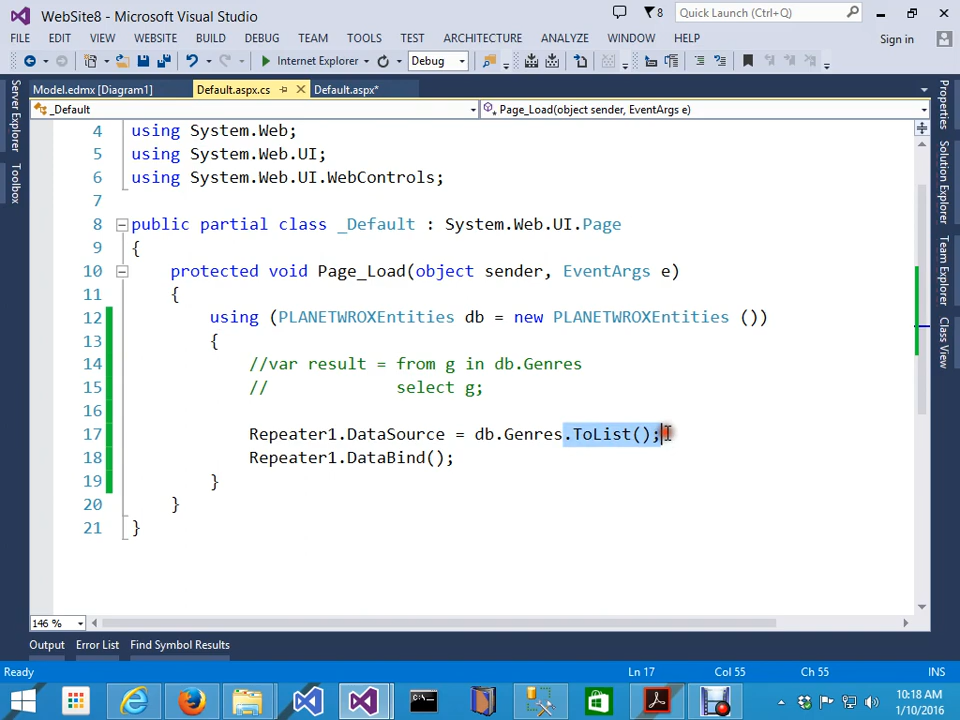 WebSite8 - Microsoft Visual Studio
8
Quick Launch (Ctrl+Q)
FILE EDIT VIEW WEBSITE BUILD DEBUG TEAM TOOLS TEST ARCHITECTURE ANALYZE WINDOW HELP
Sign in
Internet Explorer
Debug
Model.edmx [Diagram1]
Default.aspx.cs
Default.aspx*
_Default
Page_Load(object sender, EventArgs e)
Server Explorer
Toolbox
Properties
Solution Explorer
Team Explorer
Class View
4 using System.Web;
5 using System.Web.UI;
6 using System.Web.UI.WebControls;
7
8 public partial class _Default : System.Web.UI.Page
9 {
10 protected void Page_Load(object sender, EventArgs e)
11 {
12 using (PLANETWROXEntities db = new PLANETWROXEntities ())
13 {
14 //var result = from g in db.Genres
15 // select g;
16
17 Repeater1.DataSource = db.Genres.ToList();
18 Repeater1.DataBind();
19 }
20 }
21 }
146 %
Output
Error List
Find Symbol Results
Ready
Ln 17
Col 55
Ch 55
INS
10:18 AM
1/10/2016